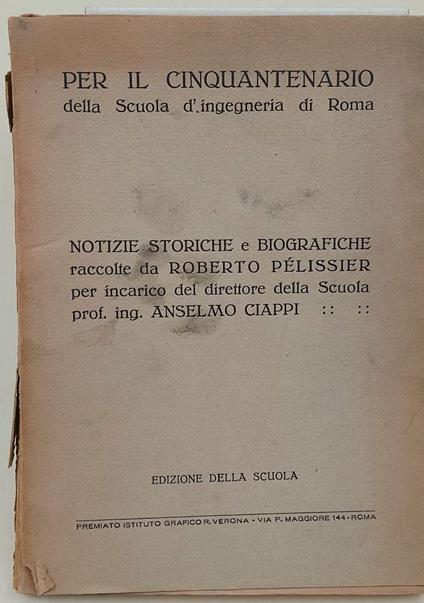 PER IL CINQUANTENARIO
della Scuola d'ingegneria di Roma
NOTIZIE STORICHE e BIOGRAFICHE
raccolte da ROBERTO PÉLISSIER
per incarico del direttore della Scuola
prof. ing. ANSELMO CIAPPI :: ::
EDIZIONE DELLA SCUOLA
PREMIATO ISTITUTO GRAFICO R. VERONA - VIA P. MAGGIORE 144 - ROMA